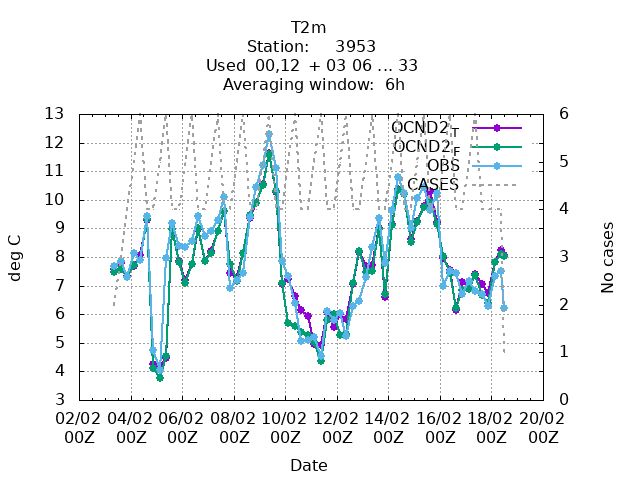 T2m
Station: 3953
Used 00,12 + 03 06 ... 33
Averaging window: 6h
13
12
11
10
9
8
7
6
5
4
3
deg C
6
5
4
3
2
1
0
No cases
OCND2_T
OCND2_F
OBS
CASES
02/02 04/02 06/02 08/02 10/02 12/02 14/02 16/02 18/02 20/02
00Z 00Z 00Z 00Z 00Z 00Z 00Z 00Z 00Z 00Z
Date